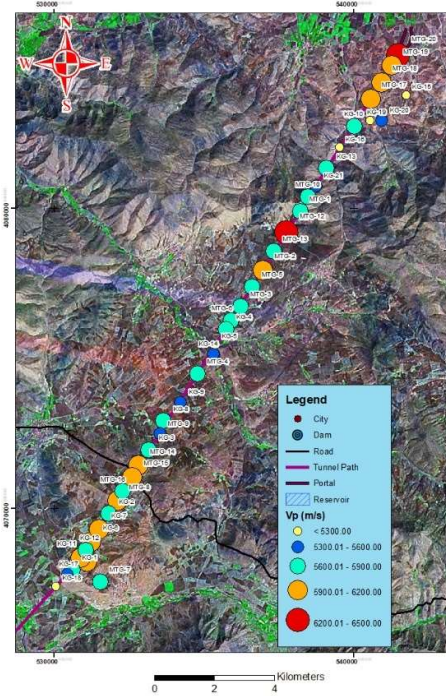 530000
540000
N
W
E
S
MTG-20
MTG-19
MTG-18
MTG-17
KG-15
KG-10
KG-19
KG-20
KG-16
KG-13
KG-21
MTG-10
MTG-1
MTG-12
MTG-13
MTG-2
MTG-5
MTG-3
MTG-6
KG-4
KG-5
KG-14
MTG-4
KG-9
KG-8
MTG-9
KG-3
MTG-14
MTG-15
MTG-16
MTG-8
KG-2
KG-7
KG-6
KG-12
KG-11
KG-1
KG-17
KG-18
MTG-7
4080000
4070000
Legend
City
Dam
Road
Tunnel Path
Portal
Reservoir
Vp (m/s)
< 5300.00
5300.01 - 5600.00
5600.01 - 5900.00
5900.01 - 6200.00
6200.01 - 6500.00
530000
540000
Kilometers
0
2
4